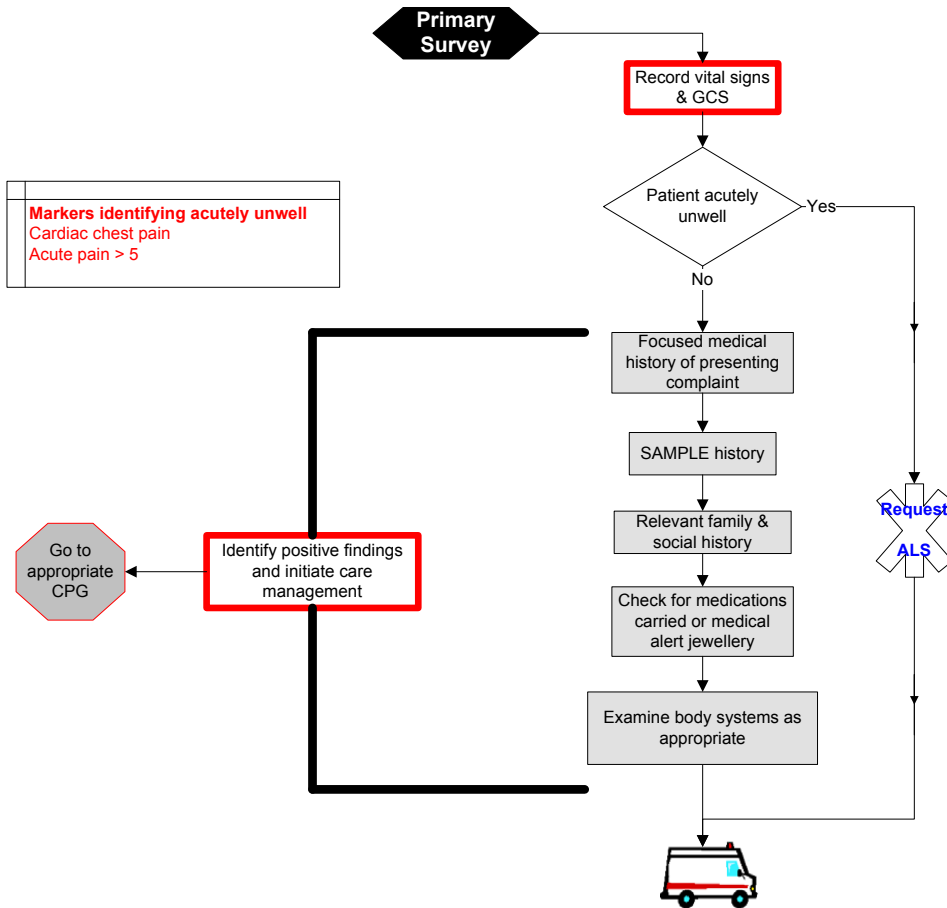 Primary
Survey
Record vital signs
& GCS
Markers identifying acutely unwell
Cardiac chest pain
Acute pain > 5
Patient acutely
unwell
Yes
No
Focused medical
history of presenting
complaint
SAMPLE history
Request
ALS
Relevant family &
social history
Go to
appropriate
CPG
Identify positive findings
and initiate care
management
Check for medications
carried or medical
alert jewellery
Examine body systems as
appropriate